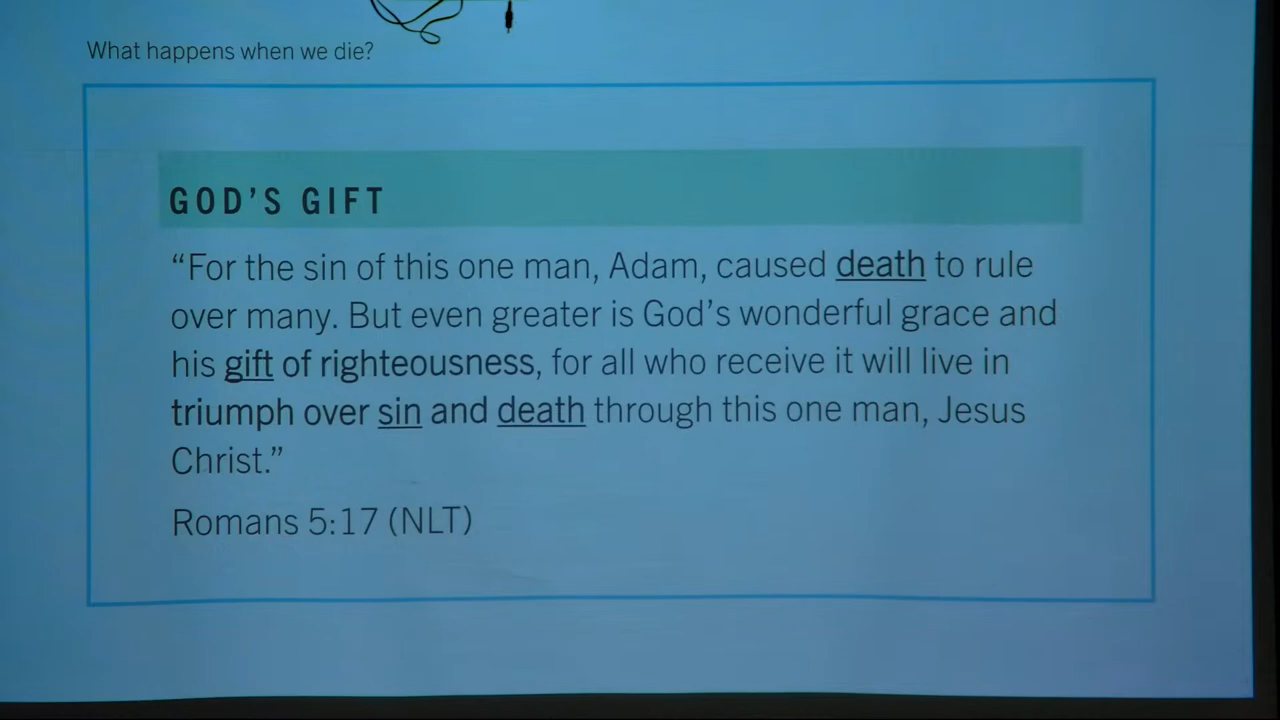 What happens when we die?
GOD'S GIFT
“For the sin of this one man, Adam, caused death to rule
over many. But even greater is God's wonderful grace and
his gift of righteousness, for all who receive it will live in
triumph over sin and death through this one man, Jesus
Christ.”
Romans 5:17 (NLT)